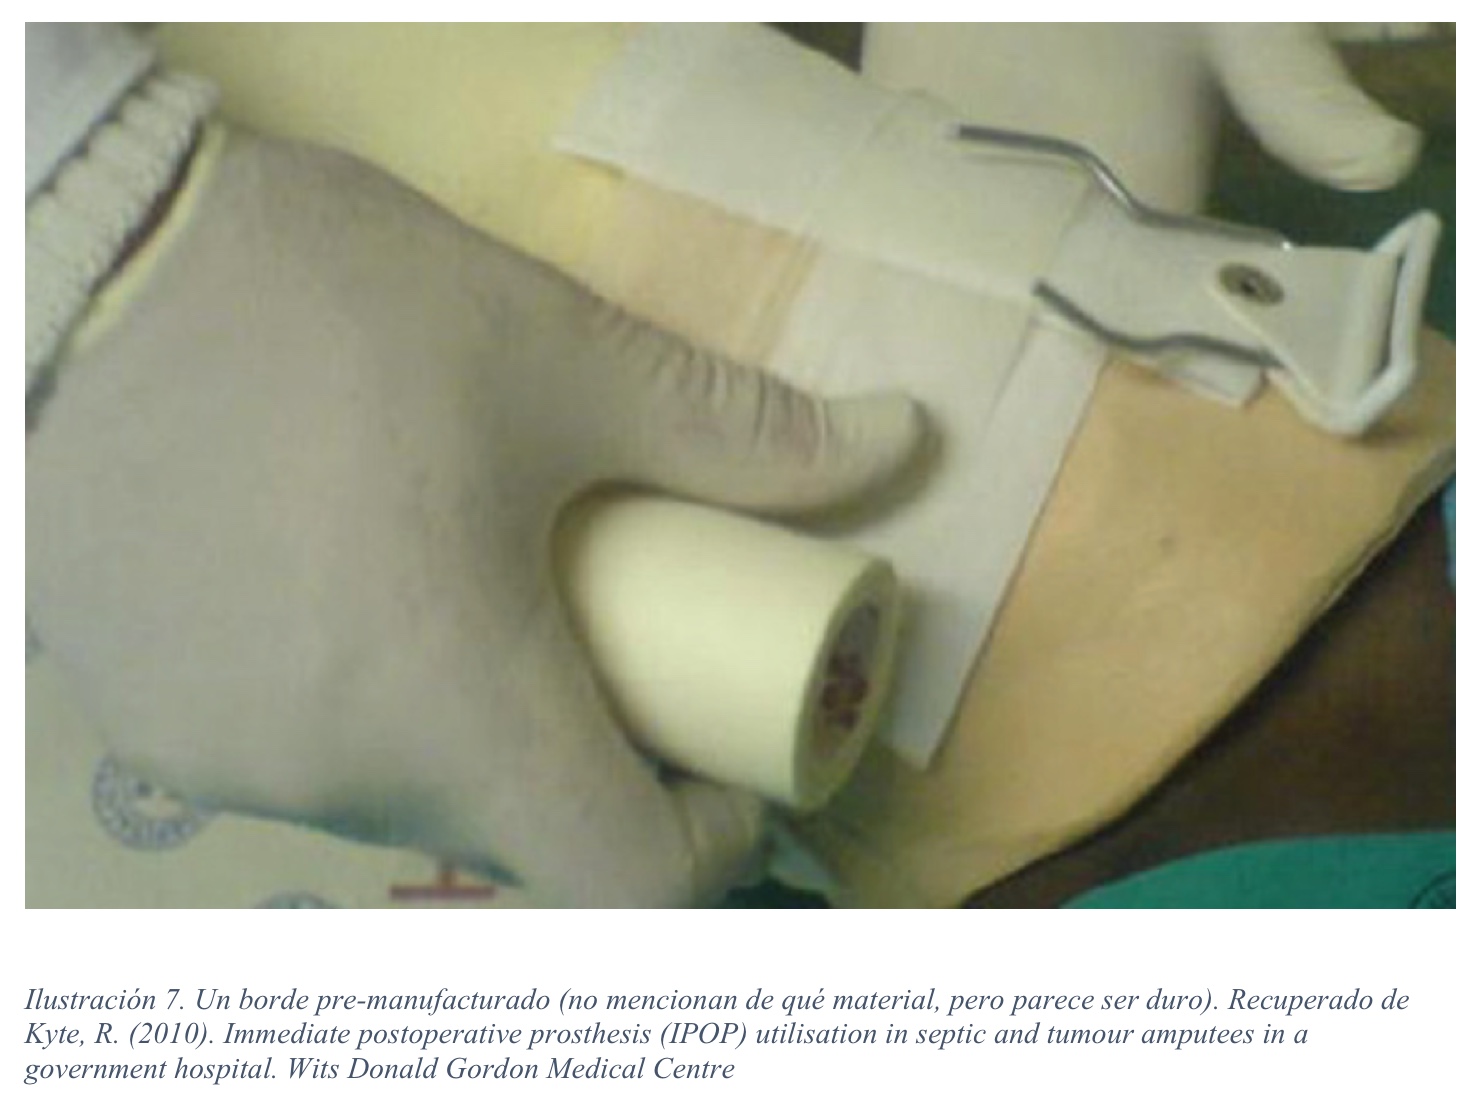 Ilustración 7. Un borde pre-manufacturado (no mencionan de qué material, pero parece ser duro). Recuperado de
Kyte, R. (2010). Immediate postoperative prosthesis (IPOP) utilisation in septic and tumour amputees in a
government hospital. Wits Donald Gordon Medical Centre